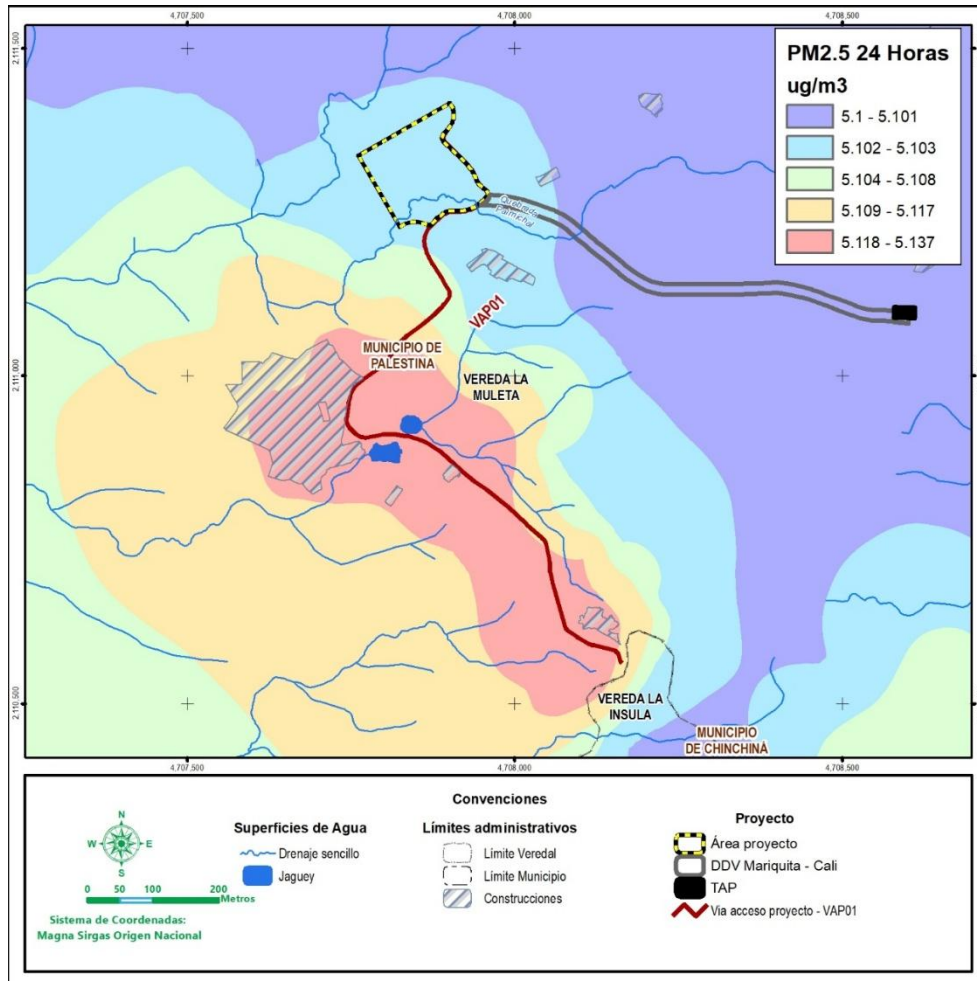 4,707,500
4,708,000
4,708,500
2.111.500
2.111.000
2.110.500
PM2.5 24 Horas
ug/m3
5.1 - 5.101
5.102 - 5.103
5.104 - 5.108
5.109 - 5.117
5.118 - 5.137
Quebrada
Palmichal
VAP01
MUNICIPIO DE
PALESTINA
VEREDA LA
MULETA
VEREDA LA
INSULA
MUNICIPIO
DE CHINCHINÁ
4,707,500
4,708,000
4,708,500
N
W
E
S
0 50 100 200
Metros
Sistema de Coordenadas:
Magna Sirgas Origen Nacional
Convenciones
Superficies de Agua
Drenaje sencillo
Jaguey
Límites administrativos
Límite Veredal
Límite Municipio
Construcciones
Proyecto
Área proyecto
DDV Mariquita - Cali
TAP
Via acceso proyecto - VAP01